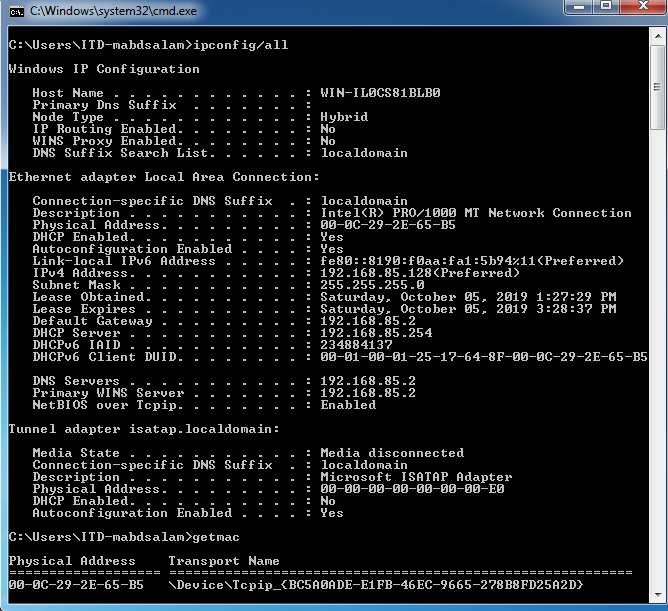 C:\Windows\system32\cmd.exe
C:\Users\ITD-mabdsalam>ipconfig/all
Windows IP Configuration
Host Name . . . . . . . . . . . . : WIN-IL0CS81BLB0
Primary Dns Suffix  . . . . . . . :
Node Type . . . . . . . . . . . . : Hybrid
IP Routing Enabled. . . . . . . . : No
WINS Proxy Enabled. . . . . . . . : No
DNS Suffix Search List. . . . . . : localdomain
Ethernet adapter Local Area Connection:
Connection-specific DNS Suffix  . : localdomain
Description . . . . . . . . . . . : Intel(R) PRO/1000 MT Network Connection
Physical Address. . . . . . . . . : 00-0C-29-2E-65-B5
DHCP Enabled. . . . . . . . . . . : Yes
Autoconfiguration Enabled . . . . : Yes
Link-local IPv6 Address . . . . . : fe80::8190:f0aa:fa1:5b94%11(Preferred)
IPv4 Address. . . . . . . . . . . : 192.168.85.128(Preferred)
Subnet Mask . . . . . . . . . . . : 255.255.255.0
Lease Obtained. . . . . . . . . . : Saturday, October 05, 2019 1:27:29 PM
Lease Expires . . . . . . . . . . : Saturday, October 05, 2019 3:28:37 PM
Default Gateway . . . . . . . . . : 192.168.85.2
DHCP Server . . . . . . . . . . . : 192.168.85.254
DHCPv6 IAID . . . . . . . . . . . : 234884137
DHCPv6 Client DUID. . . . . . . . : 00-01-00-01-25-17-64-8F-00-0C-29-2E-65-B5
DNS Servers . . . . . . . . . . . : 192.168.85.2
Primary WINS Server . . . . . . . : 192.168.85.2
NetBIOS over Tcpip. . . . . . . . : Enabled
Tunnel adapter isatap.localdomain:
Media State . . . . . . . . . . . : Media disconnected
Connection-specific DNS Suffix  . : localdomain
Description . . . . . . . . . . . : Microsoft ISATAP Adapter
Physical Address. . . . . . . . . : 00-00-00-00-00-00-00-E0
DHCP Enabled. . . . . . . . . . . : No
Autoconfiguration Enabled . . . . : Yes
C:\Users\ITD-mabdsalam>getmac
Physical Address    Transport Name
=================== ==========================================================
00-0C-29-2E-65-B5   \Device\Tcpip_{BC5A0ADE-E1FB-46EC-9665-278B8FD25A2D}